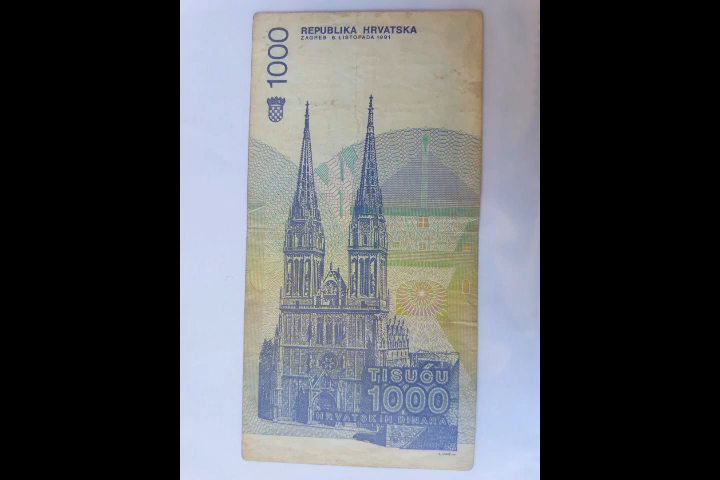 1000
REPUBLIKA HRVATSKA
ZAGREB 8. LISTOPADA 1991
TISUĆU
1000
HRVATSKIH DINARA